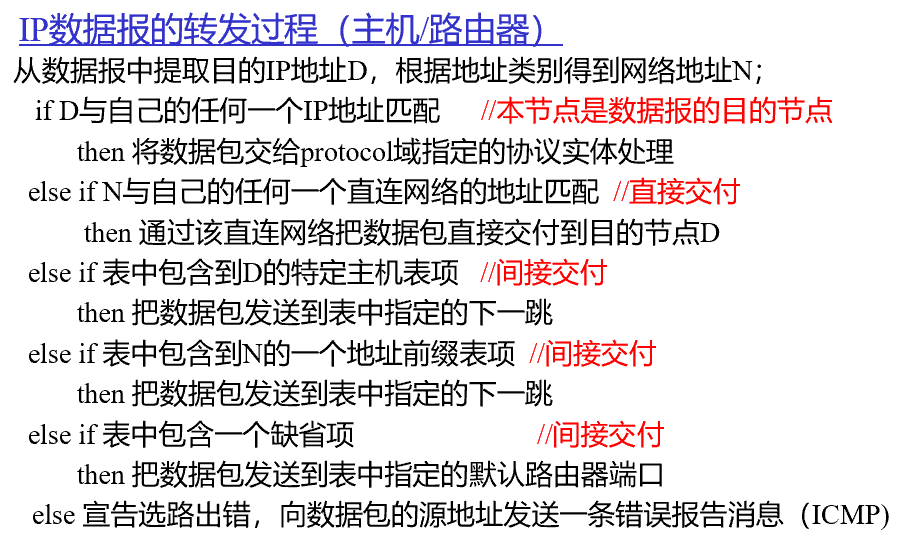 IP数据报的转发过程（主机/路由器）
从数据报中提取目的IP地址D，根据地址类别得到网络地址N；
if D与自己的任何一个IP地址匹配 //本节点是数据报的目的节点
then 将数据包交给protocol域指定的协议实体处理
else if N与自己的任何一个直连网络的地址匹配 //直接交付
then 通过该直连网络把数据包直接交付到目的节点D
else if 表中包含到D的特定主机表项 //间接交付
then 把数据包发送到表中指定的下一跳
else if 表中包含到N的一个地址前缀表项 //间接交付
then 把数据包发送到表中指定的下一跳
else if 表中包含一个缺省项 //间接交付
then 把数据包发送到表中指定的默认路由器端口
else 宣告选路出错，向数据包的源地址发送一条错误报告消息（ICMP)